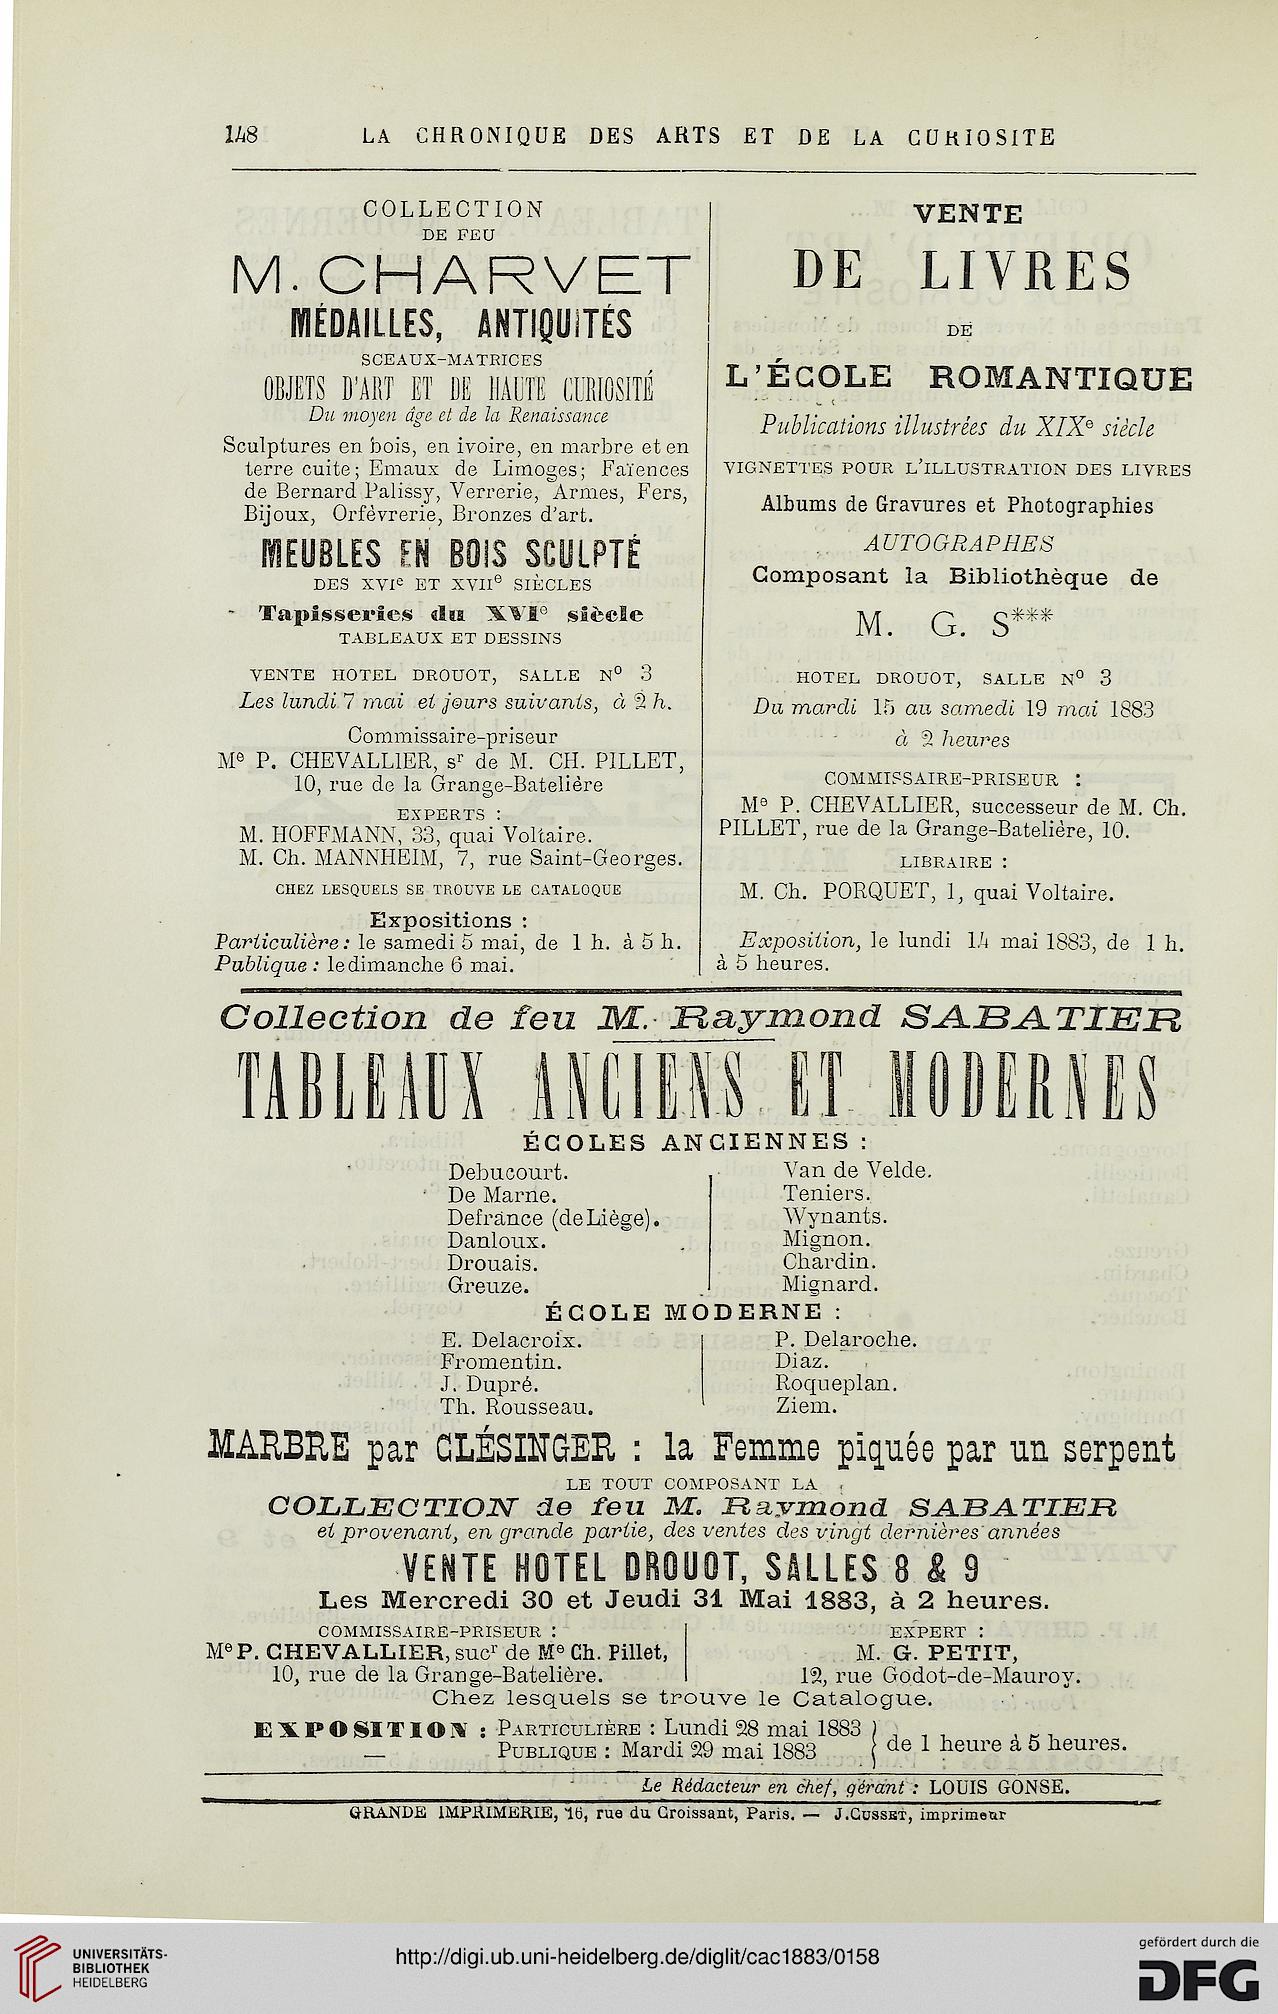 148 LA CHRONIQUE DES ARTS ET DE LA CURIOSITE
COLLECTION
DE FEU
M. CHARVET
MÉDAILLES, ANTIQUITÉS
SCEAUX-MATRICES
OBJETS D'ART ET DE HAUTE CURIOSITÉ
Du moyen âge et de la Renaissance
Sculptures en bois, en ivoire, en marbre et en
terre cuite; Emaux de Limoges; Faïences
de Bernard Palissy, Verrerie, Armes, Fers,
Bijoux, Orfèvrerie, Bronzes d'art.
MEUBLES EN BOIS SCULPTÉ
DES XVIe ET XVIIe SIÈCLES
Tapisseries du XVIe siècle
TABLEAUX ET DESSINS
VENTE HOTEL DROUOT, SALLE N° 3
Les lundi 7 mai et jours suivants, à 2 h.
Commissaire-priseur
Me P. CHEVALLIER, sr de M. CH. PILLET,
10, rue de la Grange-Batelière
EXPERTS :
M. HOFFMANN, 33, quai Voltaire.
M. Ch. MANNHEIM, 7, rue Saint-Georges.
CHEZ LESQUELS SE TROUVE LE CATALOQUE
Expositions :
Particulière : le samedi 5 mai, de 1 h. à 5 h.
Publique : le dimanche 6 mai.
VENTE
DE LIVRES
DE
L'ÉCOLE ROMANTIQUE
Publications illustrées du XIXe siècle
VIGNETTES POUR L'ILLUSTRATION DES LIVRES
Albums de Gravures et Photographies
AUTOGRAPHES
Composant la Bibliothèque de
M. G. S***
HOTEL DROUOT, SALLE N° 3
Du mardi 15 au samedi 19 mai 1883
à 2 heures
COMMISSAIRE-PRISEUR :
Me P. CHEVALLIER, successeur de M. Ch.
PILLET, rue de la Grange-Batelière, 10.
LIBRAIRE :
M. Ch. PORQUET, 1, quai Voltaire.
Exposition, le lundi 14 mai 1883, de 1 h.
à 5 heures.
Collection de feu M. Raymond SABATIER
TABLEAUX ANCIENS ET MODERNES
ÉCOLES ANCIENNES :
Debucourt.
De Marne.
Defrance (de Liège).
Danloux.
Drouais.
Greuze.
Van de Velde.
Teniers.
Wynants.
Mignon.
Chardin.
Mignard.
ÉCOLE MODERNE :
E. Delacroix.
Fromentin.
J. Dupré.
Th. Rousseau.
P. Delaroche.
Diaz.
Roqueplan.
Ziem.
MARBRE par CLÉSINGER : la Femme piquée par un serpent
LE TOUT COMPOSANT LA
COLLECTION de feu M. Raymond SABATIER
et provenant, en grande partie, des ventes des vingt dernières années
VENTE HOTEL DROUOT, SALLES 8 & 9
Les Mercredi 30 et Jeudi 31 Mai 1883, à 2 heures.
COMMISSAIRE-PRISEUR :
Me P. CHEVALLIER, sucr de Me Ch. Pillet,
10, rue de la Grange-Batelière.
EXPERT :
M. G. PETIT,
12, rue Godot-de-Mauroy.
Chez lesquels se trouve le Catalogue.
EXPOSITION : PARTICULIÈRE : Lundi 28 mai 1883
— PUBLIQUE : Mardi 29 mai 1883
de 1 heure à 5 heures.
Le Rédacteur en chef, gérant : LOUIS GONSE.
GRANDE IMPRIMERIE, 16, rue du Croissant, Paris. — J. CUSSET, imprimeur
UNIVERSITÄTS-
BIBLIOTHEK
HEIDELBERG
http://digi.ub.uni-heidelberg.de/diglit/cac1883/0158
gefördert durch die
DFG